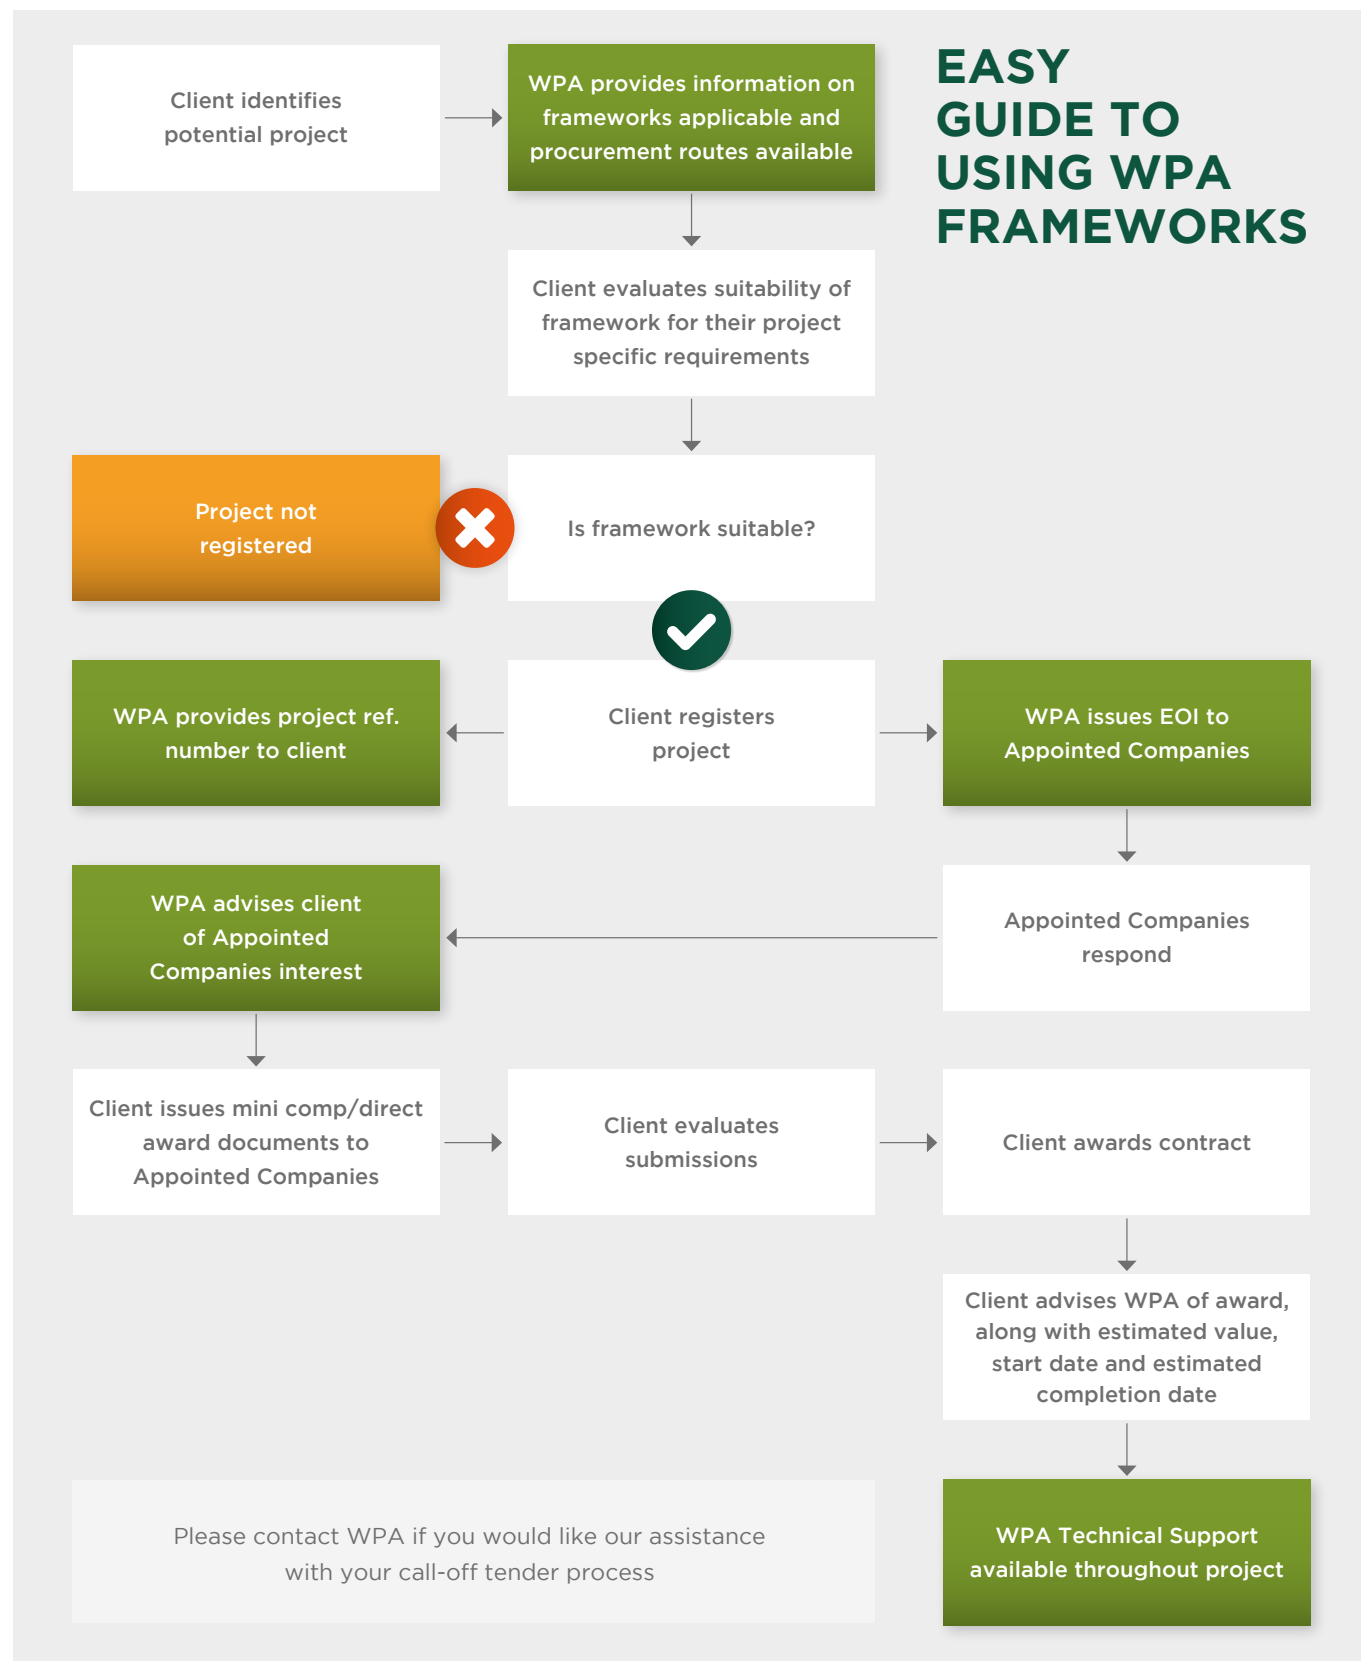 EASY
GUIDE TO
USING WPA
FRAMEWORKS
Client identifies
potential project
WPA provides information on
frameworks applicable and
procurement routes available
Client evaluates suitability of
framework for their project
specific requirements
Is framework suitable?
Project not
registered
Client registers
project
WPA provides project ref.
number to client
WPA issues EOI to
Appointed Companies
Appointed Companies
respond
WPA advises client
of Appointed
Companies interest
Client issues mini comp/direct
award documents to
Appointed Companies
Client evaluates
submissions
Client awards contract
Client advises WPA of award,
along with estimated value,
start date and estimated
completion date
WPA Technical Support
available throughout project
Please contact WPA if you would like our assistance
with your call-off tender process